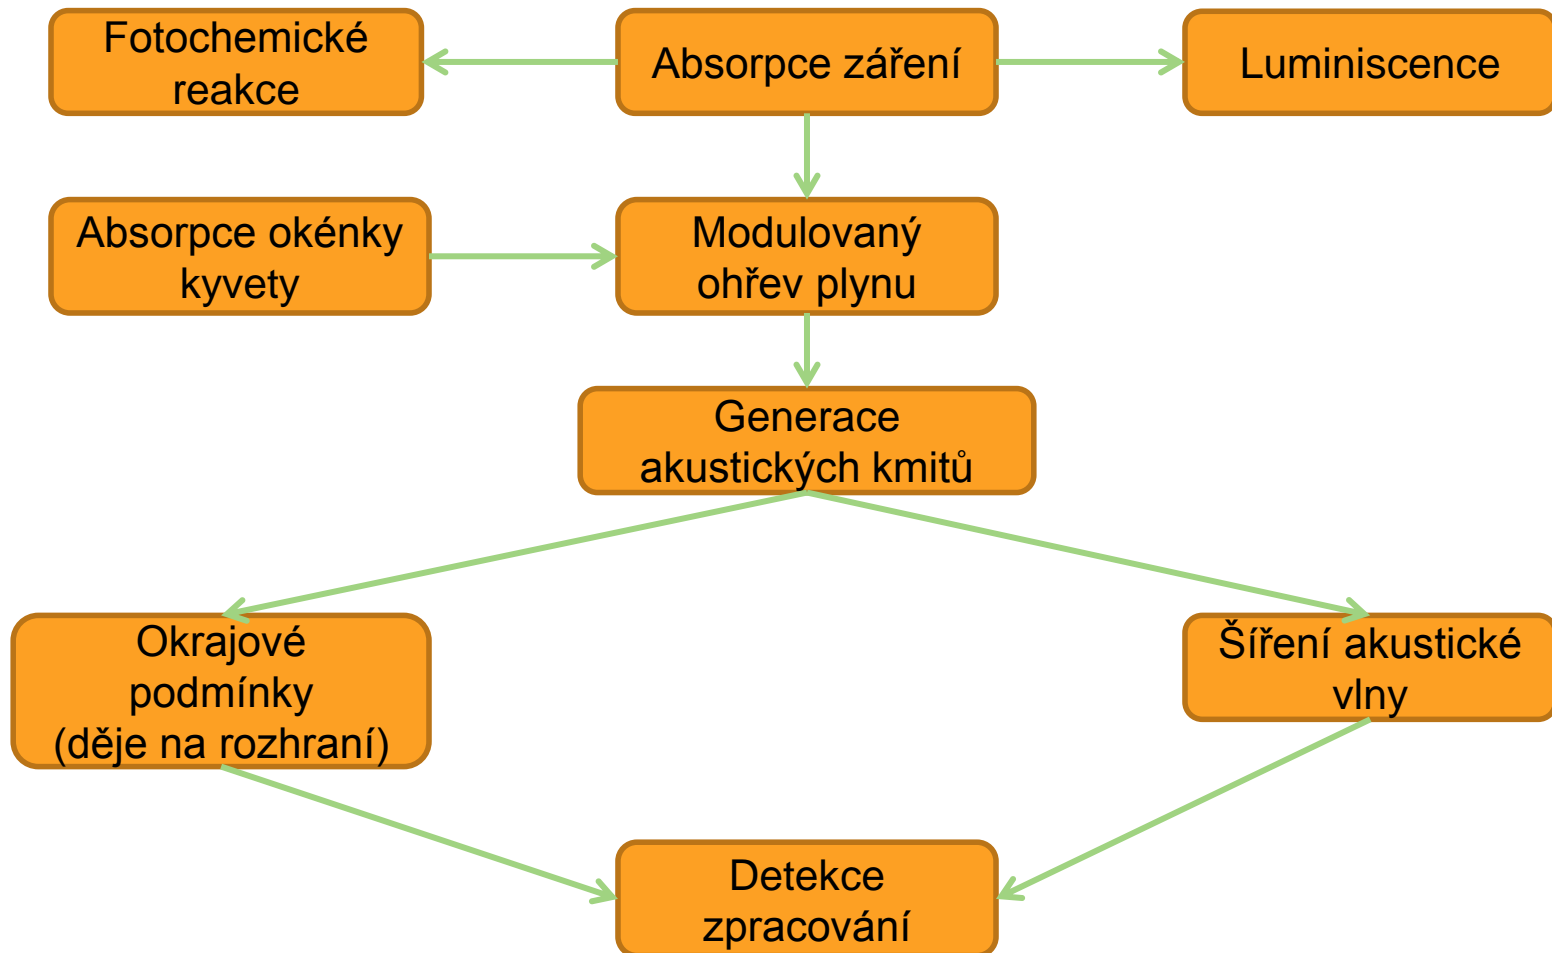 Fotochemické
reakce
Absorpce záření
Luminiscence
Absorpce okénky
kyvety
Modulovaný
ohřev plynu
Generace
akustických kmitů
Okrajové
podmínky
(děje na rozhraní)
Šíření akustické
vlny
Detekce
zpracování